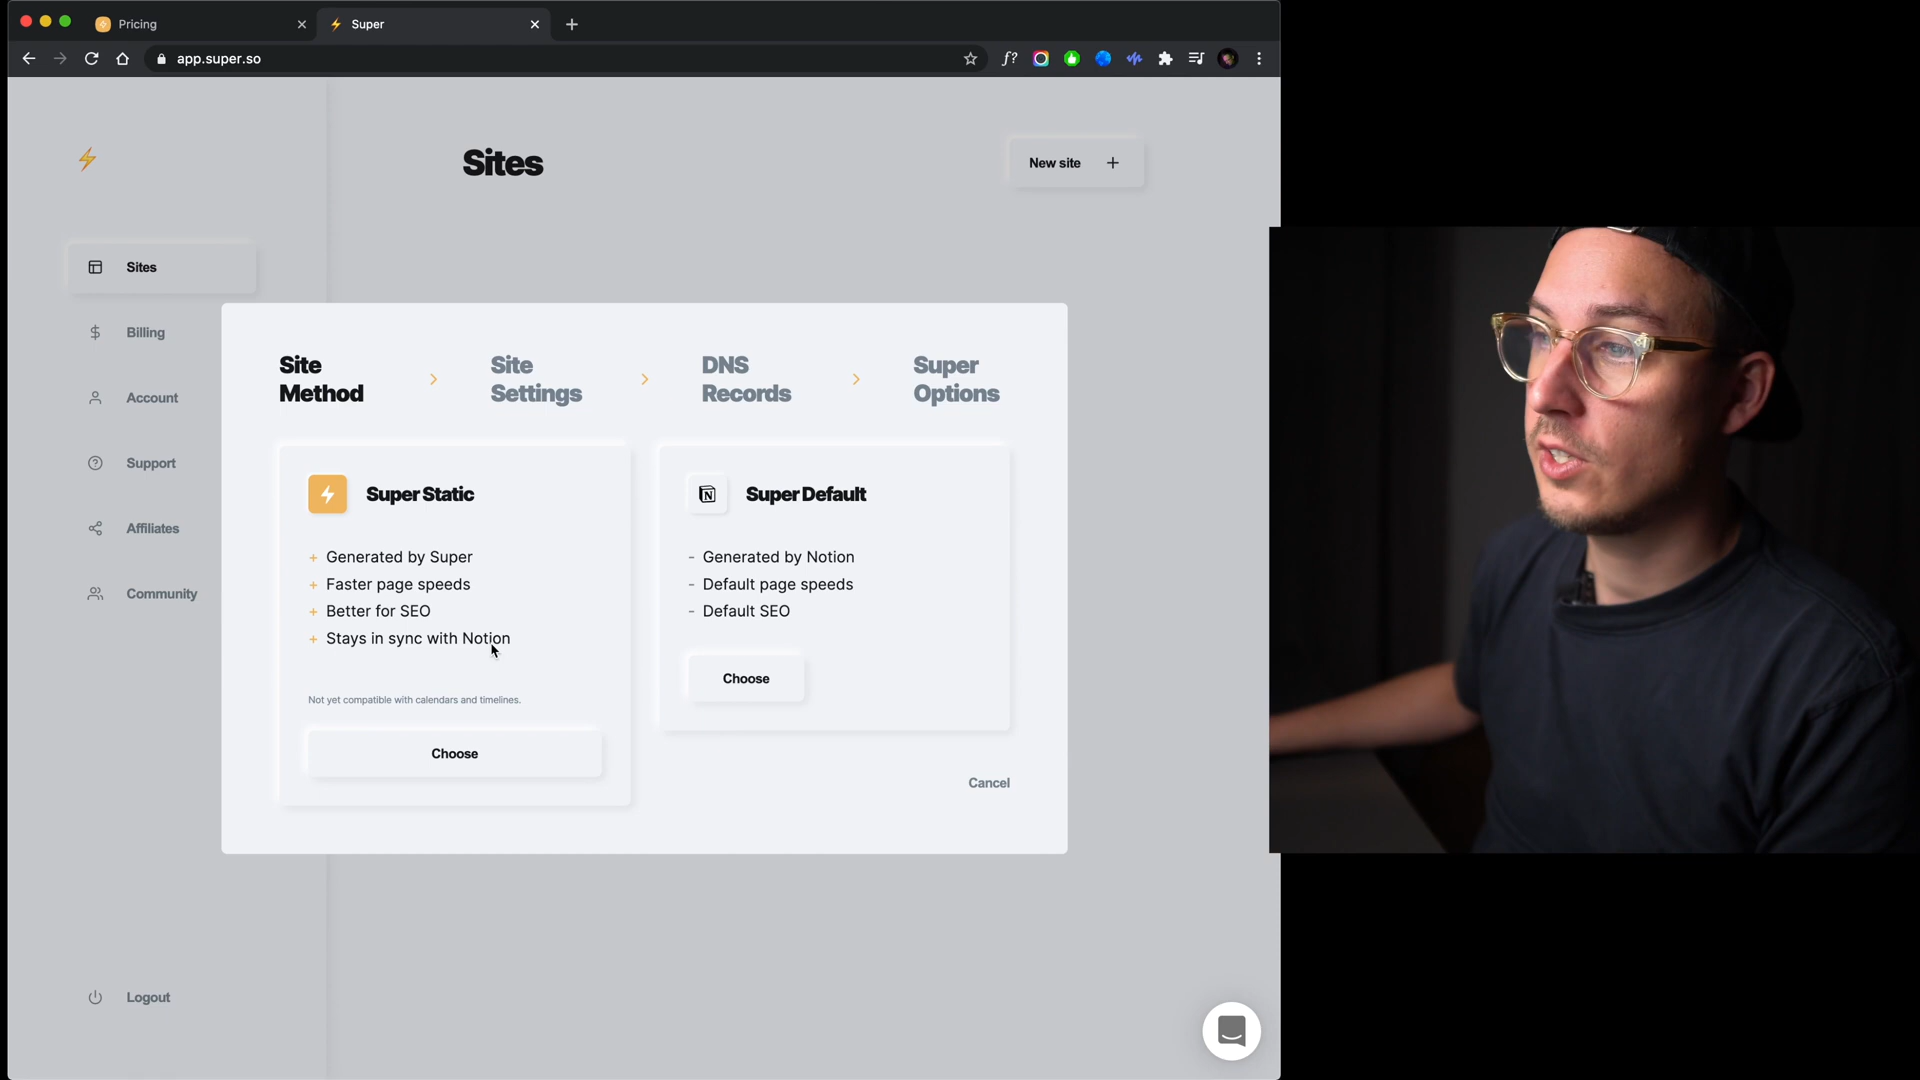 Pricing
Super
app.super.so
f?
Sites
New site
Sites
Billing
Account
Support
Affiliates
Community
Logout
Site Method
Site Settings
DNS Records
Super Options
Super Static
+ Generated by Super
+ Faster page speeds
+ Better for SEO
+ Stays in sync with Notion
Not yet compatible with calendars and timelines.
Choose
N
Super Default
- Generated by Notion
- Default page speeds
- Default SEO
Choose
Cancel